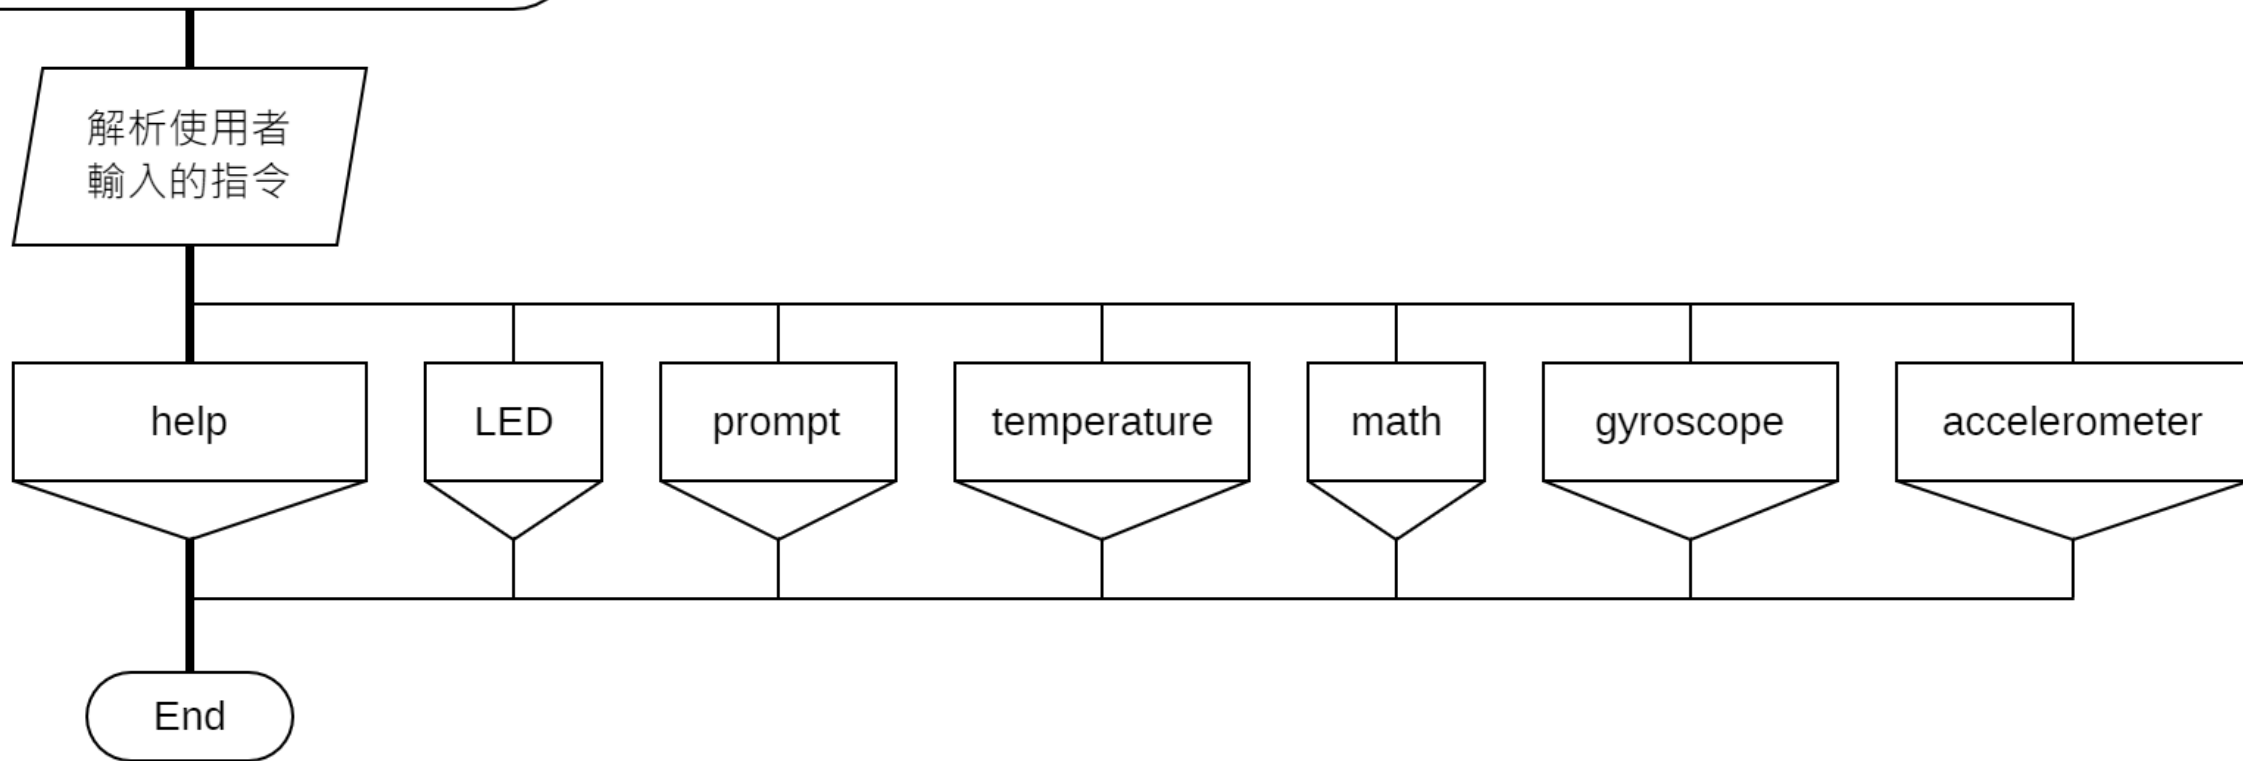 解析使用者
輸入的指令
help
LED
prompt
temperature
math
gyroscope
accelerometer
End